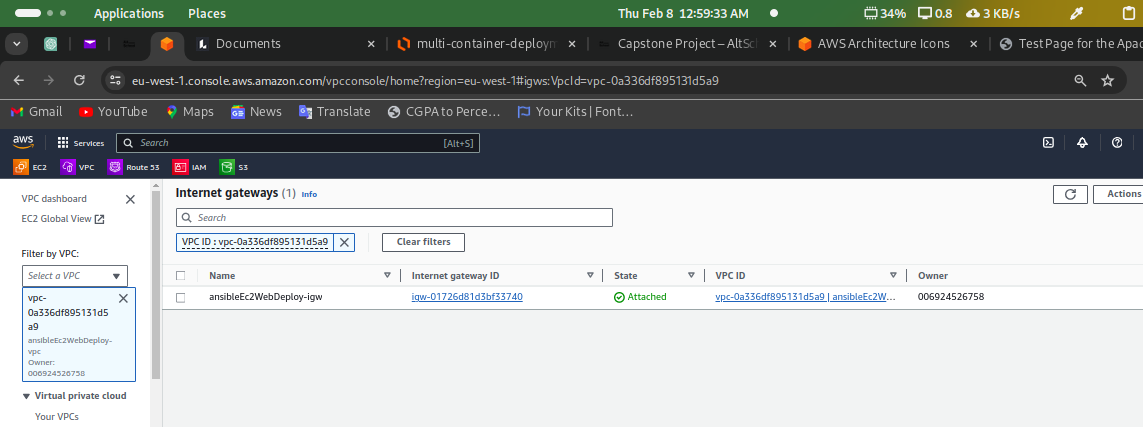 Applications Places Thu Feb 8 12:59:33 AM 34% 0.8 3 KB/s
Documents multi-container-deploym Capstone Project – AltSch AWS Architecture Icons Test Page for the Apac
eu-west-1.console.aws.amazon.com/vpcconsole/home?region=eu-west-1#igws:VpcId=vpc-0a336df895131d5a9
Gmail YouTube Maps News Translate CGPA to Perce... Your Kits | Font...
aws Services Search [Alt+S]
EC2 VPC Route 53 IAM S3
VPC dashboard
EC2 Global View
Filter by VPC:
Select a VPC
vpc-
0a336df895131d5
a9
ansibleEc2WebDeploy-
vpc
Owner:
006924526758
Virtual private cloud
Your VPCs
Internet gateways (1) Info
Actions
Search
VPC ID : vpc-0a336df895131d5a9 Clear filters
Name Internet gateway ID State VPC ID Owner
ansibleEc2WebDeploy-igw igw-01726d81d3bf33740 Attached vpc-0a336df895131d5a9 | ansibleEc2W... 006924526758